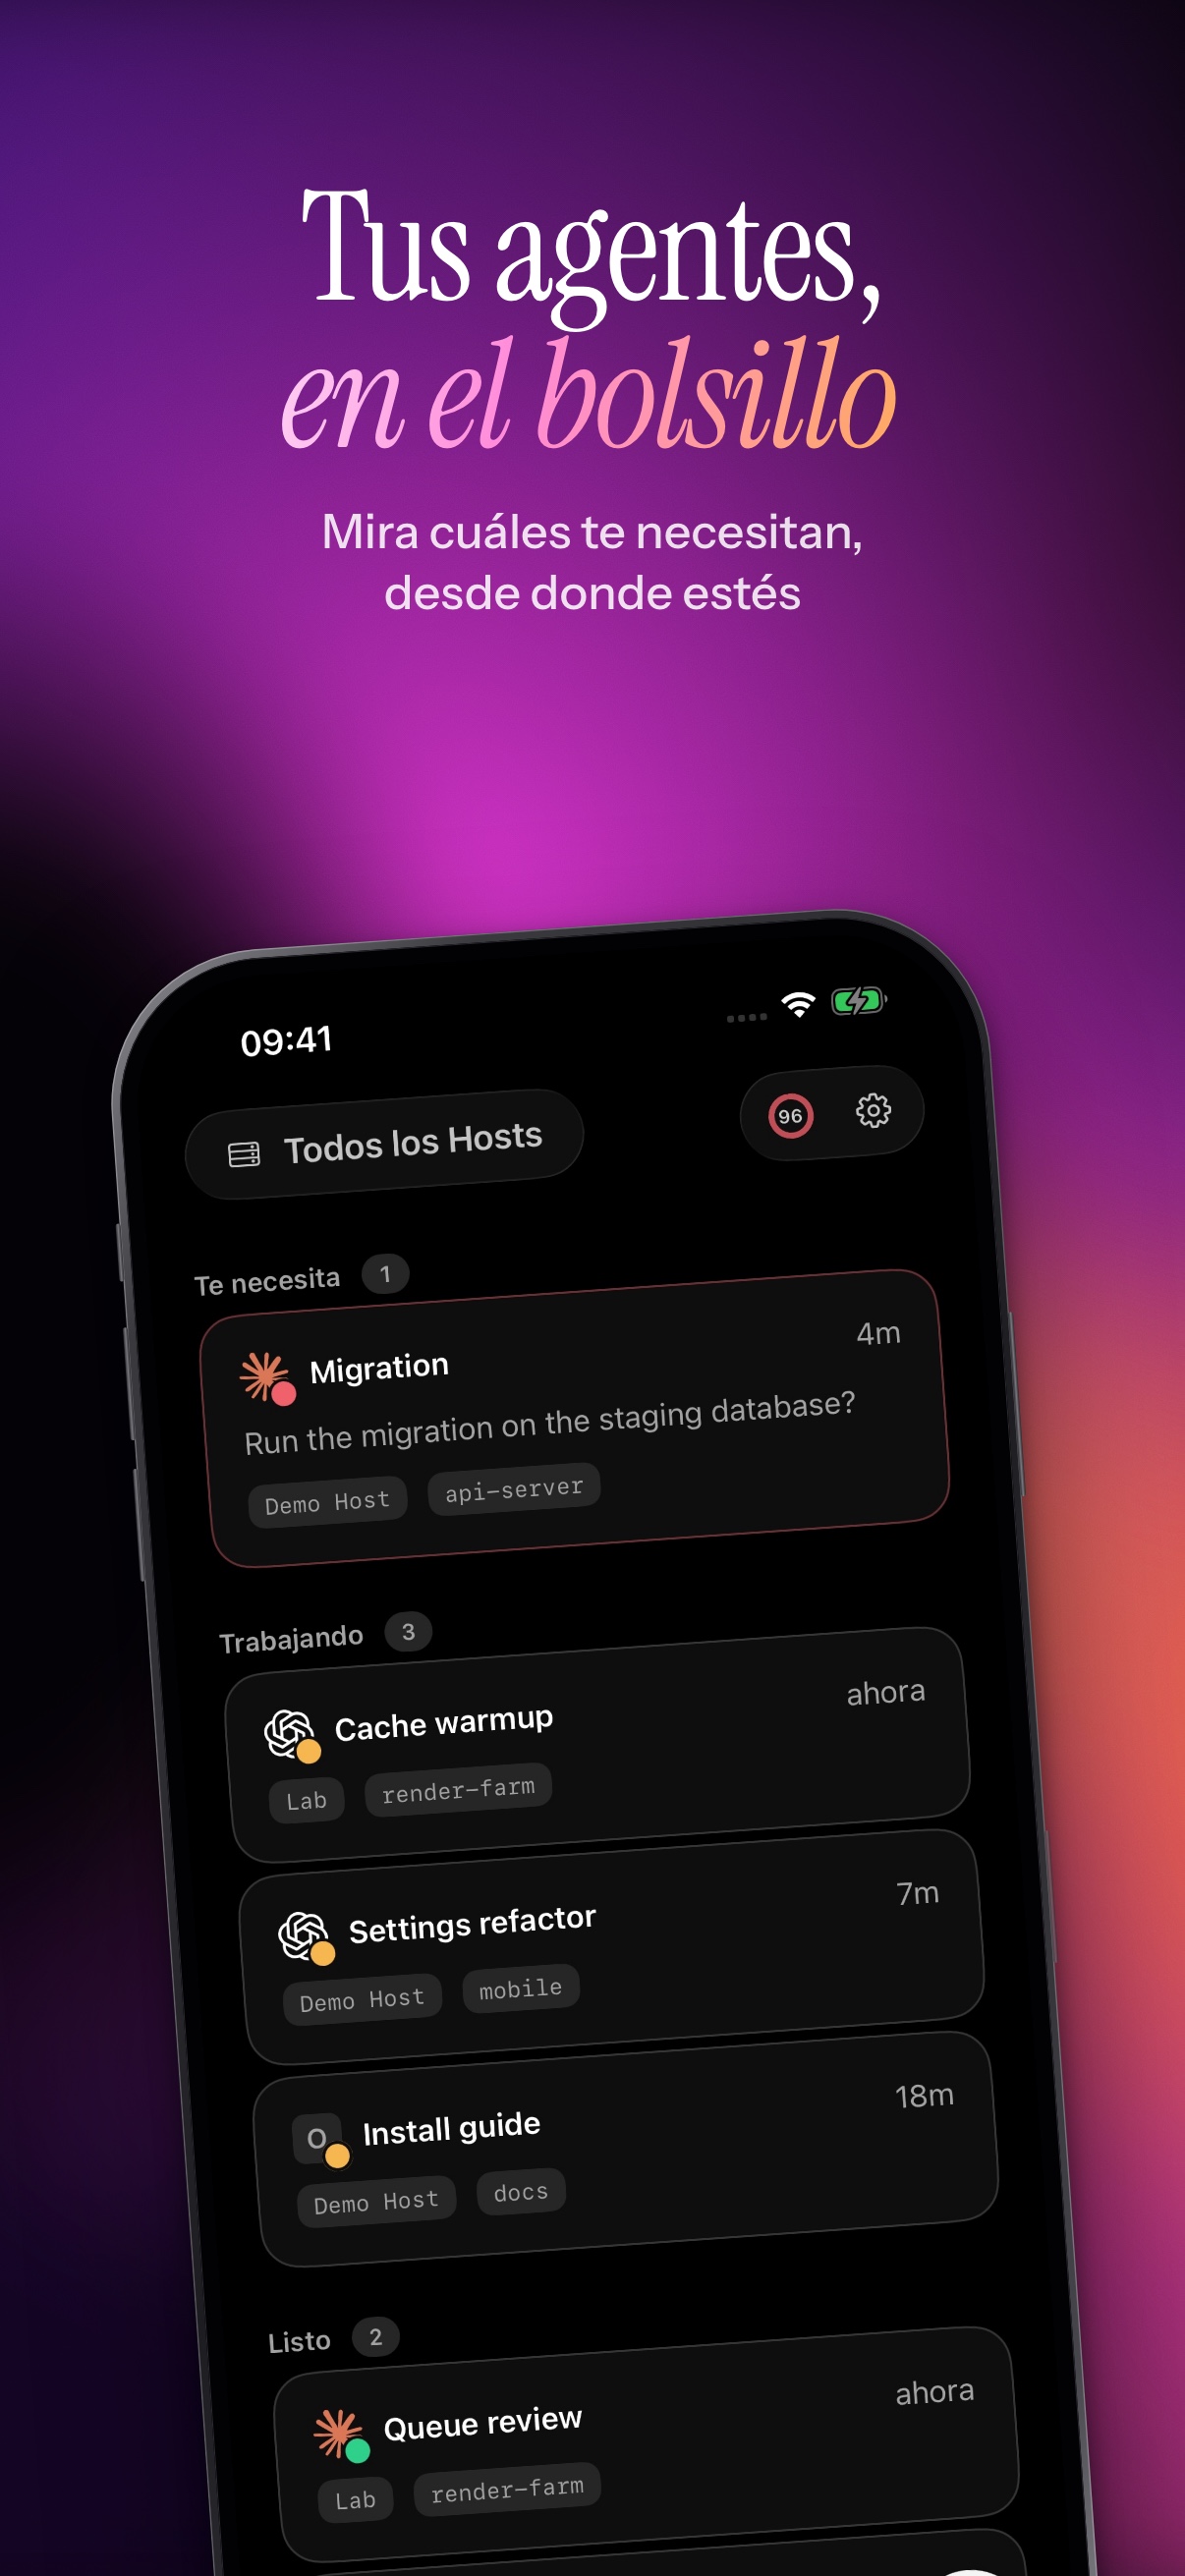 Tus agentes,
en el bolsillo
Mira cuáles te necesitan,
desde donde estés
09:41
Todos los Hosts
96
Te necesita 1
Migration 4m
Run the migration on the staging database?
Demo Host api-server
Trabajando 3
Cache warmup ahora
Lab render-farm
Settings refactor 7m
Demo Host mobile
O Install guide 18m
Demo Host docs
Listo 2
Queue review ahora
Lab render-farm